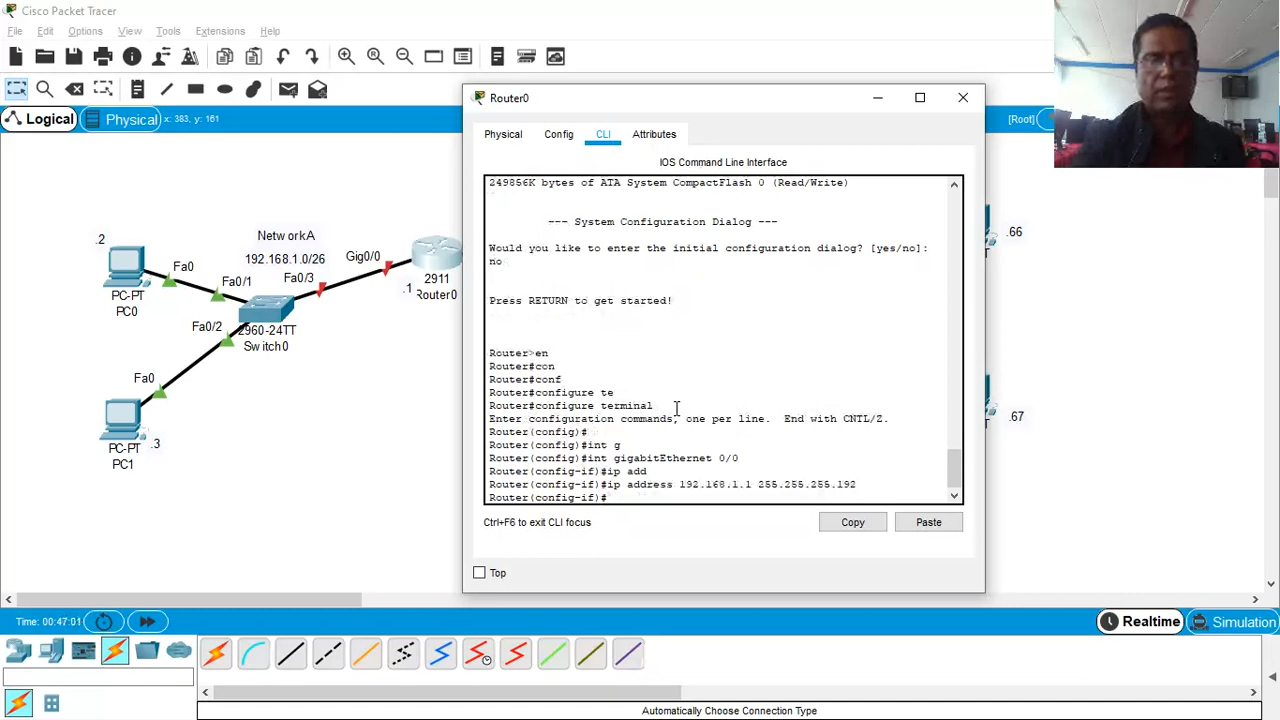 Cisco Packet Tracer
File Edit Options View Tools Extensions Help
Logical Physical x: 383, y: 161 [Root]
Router0
Physical Config CLI Attributes
IOS Command Line Interface
249856K bytes of ATA System CompactFlash 0 (Read/Write)
--- System Configuration Dialog ---
Would you like to enter the initial configuration dialog? [yes/no]:
no
Press RETURN to get started!
Router>en
Router#con
Router#conf
Router#configure te
Router#configure terminal
Enter configuration commands, one per line. End with CNTL/Z.
Router(config)#
Router(config)#int g
Router(config)#int gigabitEthernet 0/0
Router(config-if)#ip add
Router(config-if)#ip address 192.168.1.1 255.255.255.192
Router(config-if)#
Ctrl+F6 to exit CLI focus
Copy
Paste
Top
NetworkA
192.168.1.0/26
.2
Fa0
Fa0/1
Fa0/3
Gig0/0
PC-PT
PC0
2911
Router0
.1
Fa0/2
2960-24TT
Switch0
Fa0
.3
PC-PT
PC1
.66
.67
Time: 00:47:01
Realtime
Simulation
Automatically Choose Connection Type